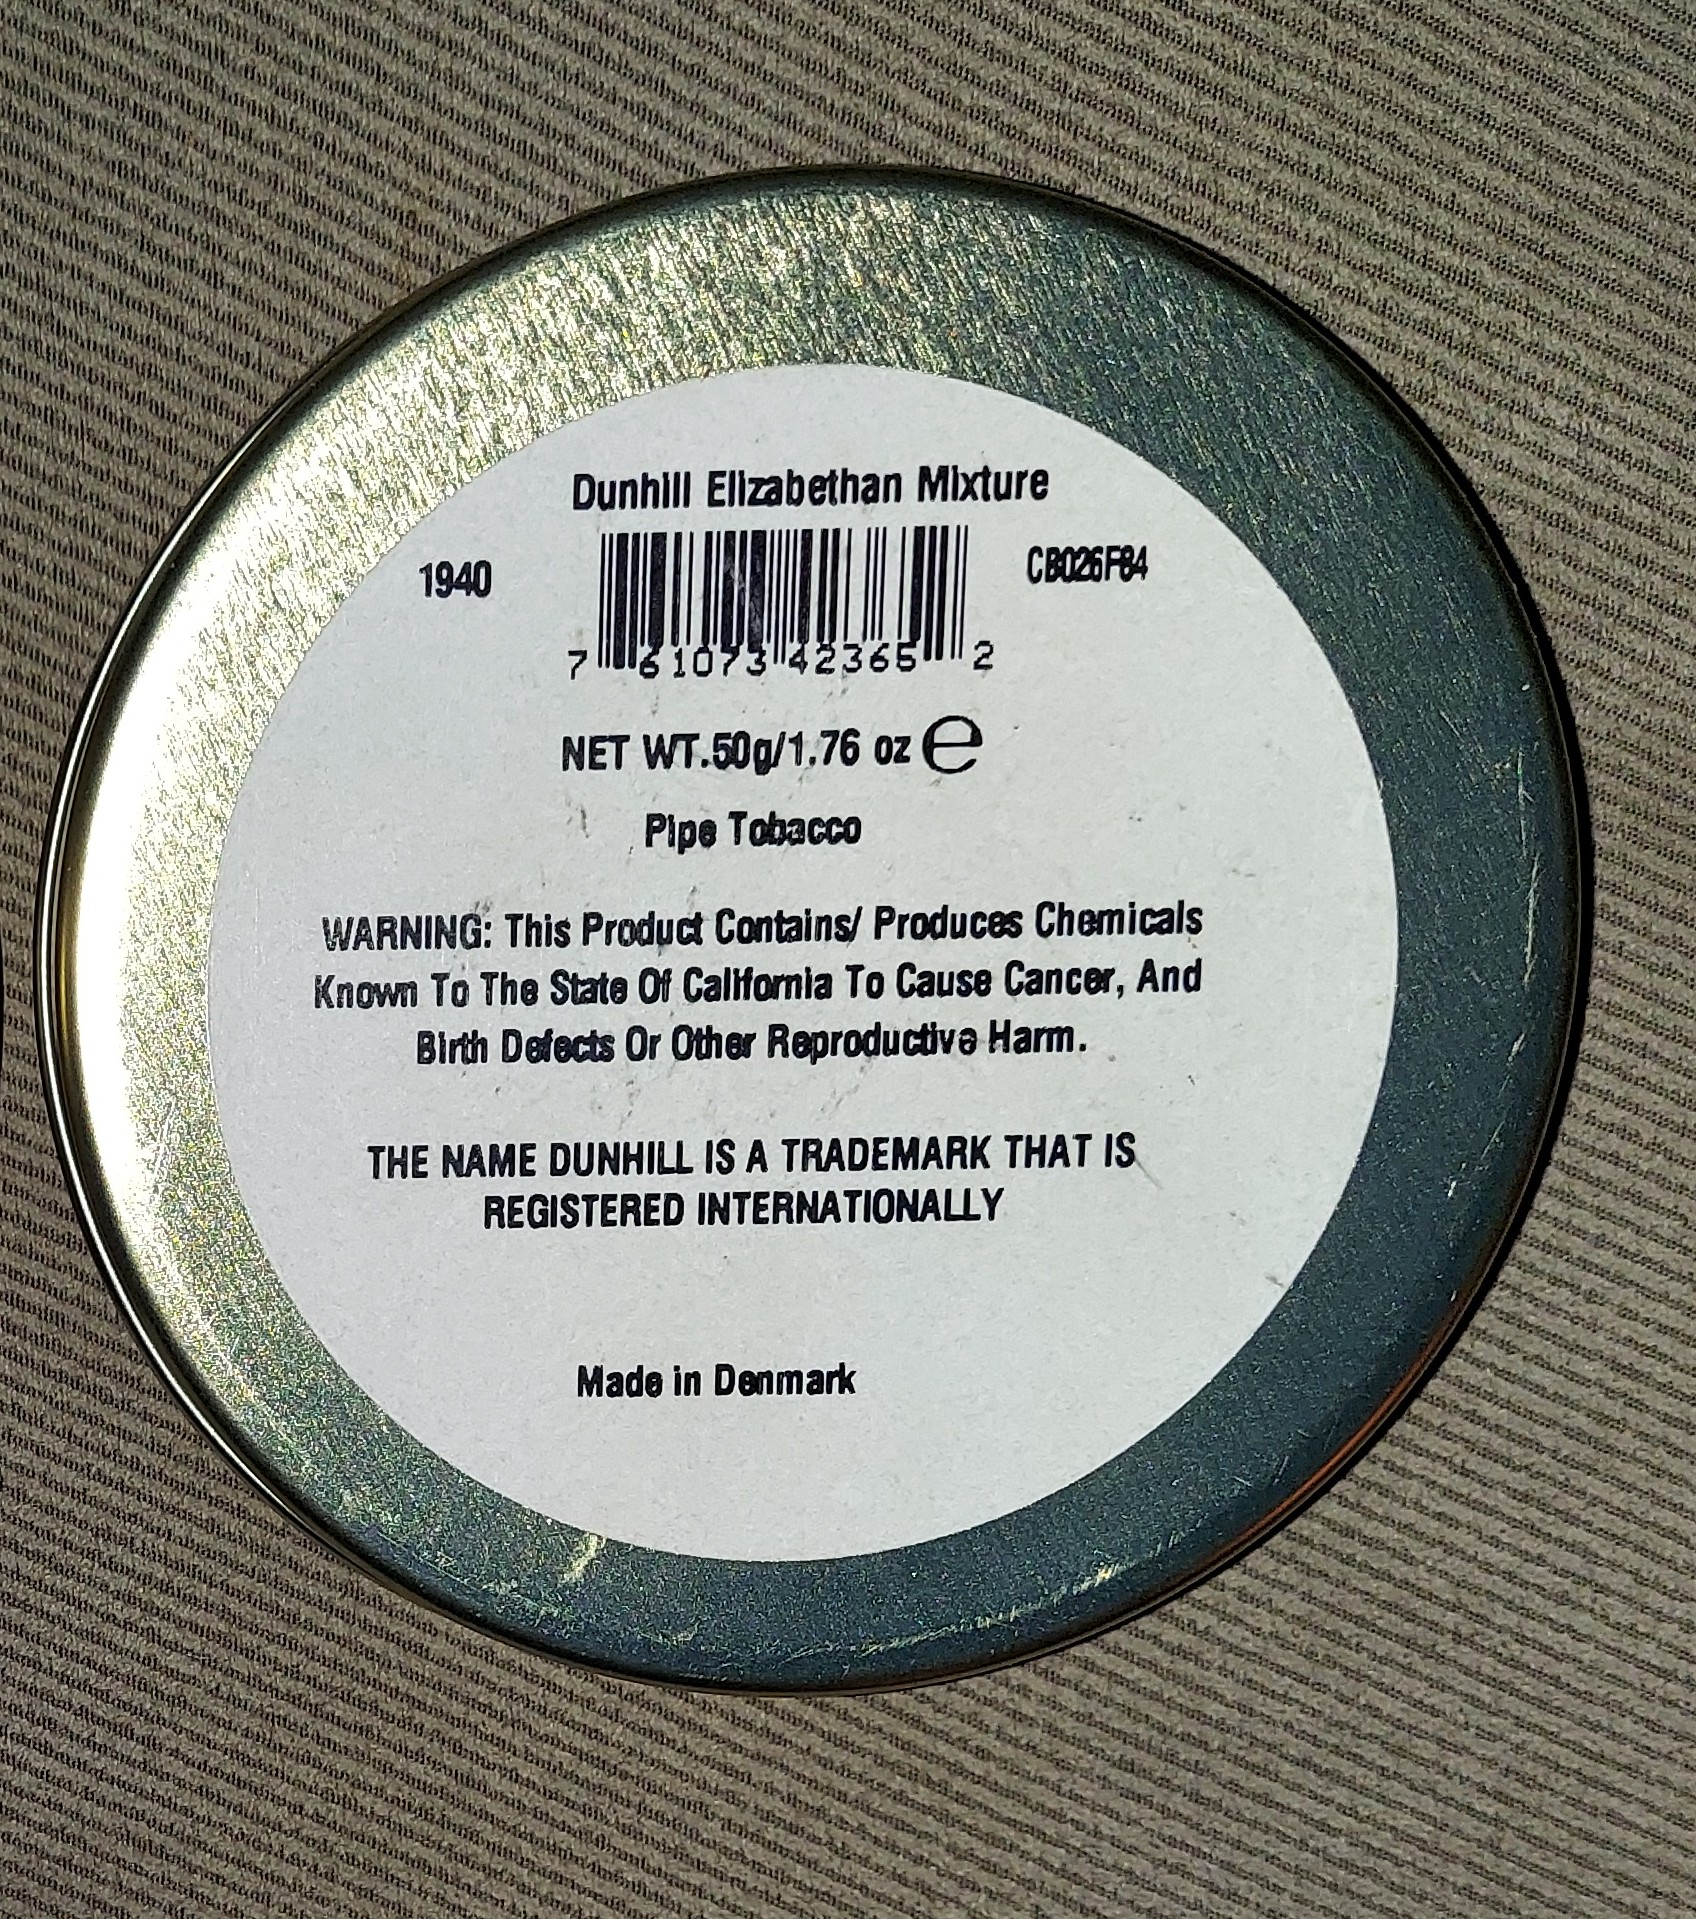 Dunhill Elizabethan Mixture
1940
CB026F84
7 61073 42365 2
NET WT.50g/1.76 oz ℮
Pipe Tobacco
WARNING: This Product Contains/ Produces Chemicals
Known To The State Of California To Cause Cancer, And
Birth Defects Or Other Reproductive Harm.
THE NAME DUNHILL IS A TRADEMARK THAT IS
REGISTERED INTERNATIONALLY
Made in Denmark